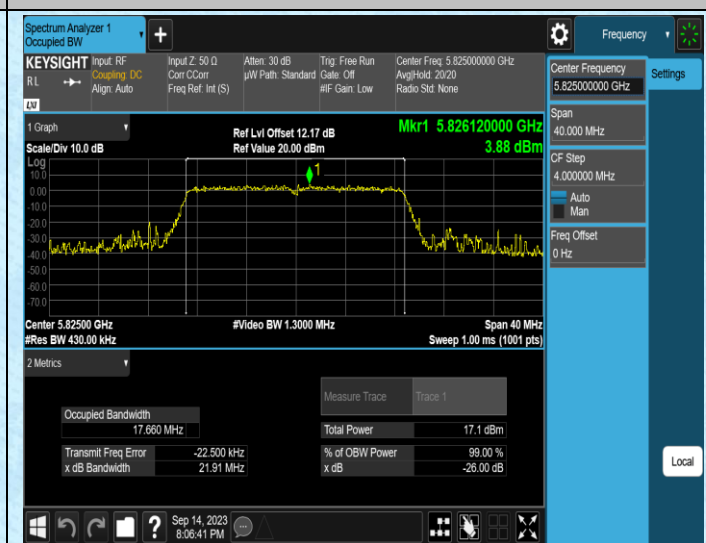 Spectrum Analyzer 1
Occupied BW
Frequency
KEYSIGHT
RL
LXI
Input: RF
Coupling: DC
Align: Auto
Input Z: 50 Ω
Corr CCorr
Freq Ref: Int (S)
Atten: 30 dB
µW Path: Standard
Trig: Free Run
Gate: Off
#IF Gain: Low
Center Freq: 5.825000000 GHz
Avg|Hold: 20/20
Radio Std: None
Center Frequency
5.825000000 GHz
Settings
Span
40.000 MHz
CF Step
4.000000 MHz
Auto
Man
Freq Offset
0 Hz
Local
1 Graph
Scale/Div 10.0 dB
Ref Lvl Offset 12.17 dB
Ref Value 20.00 dBm
Mkr1 5.826120000 GHz
3.88 dBm
Log
10.0
0.00
-10.0
-20.0
-30.0
-40.0
-50.0
-60.0
-70.0
1
Center 5.82500 GHz
#Res BW 430.00 kHz
#Video BW 1.3000 MHz
Span 40 MHz
Sweep 1.00 ms (1001 pts)
2 Metrics
Measure Trace
Trace 1
Occupied Bandwidth
17.660 MHz
Total Power
17.1 dBm
Transmit Freq Error
-22.500 kHz
% of OBW Power
99.00 %
x dB Bandwidth
21.91 MHz
x dB
-26.00 dB
Sep 14, 2023
8:06:41 PM